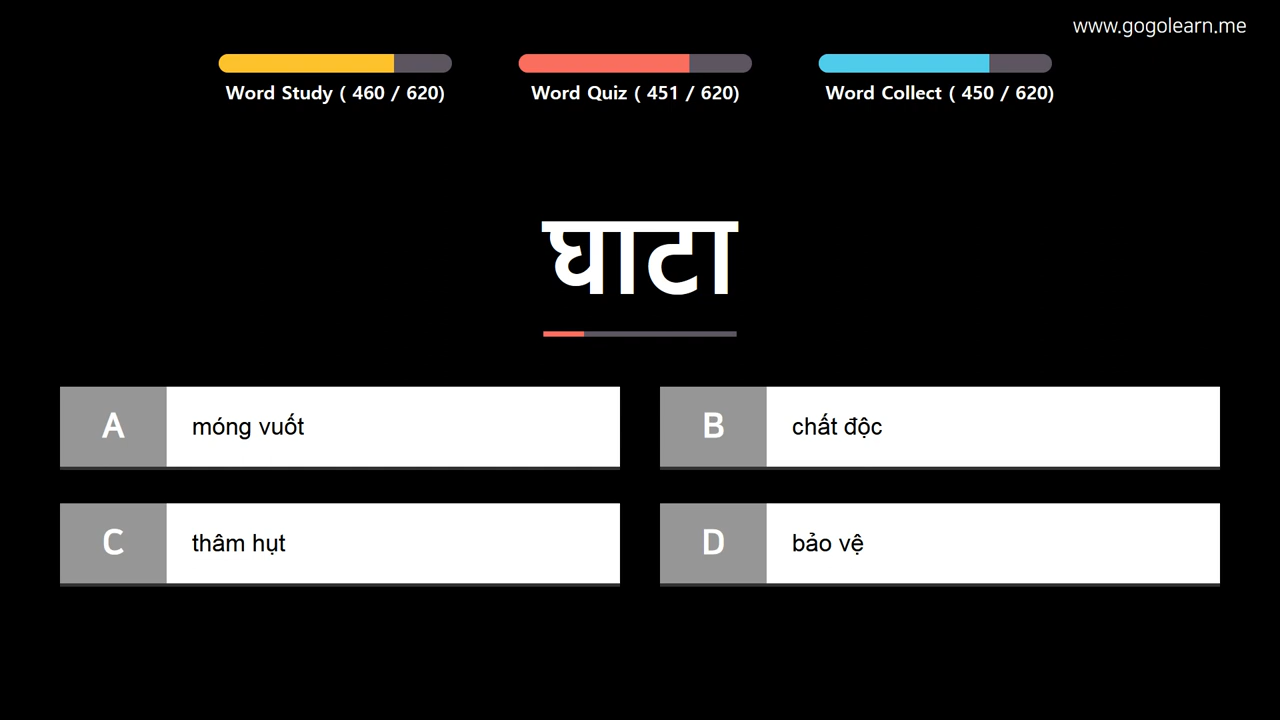 www.gogolearn.me
Word Study ( 460 / 620)
Word Quiz ( 451 / 620)
Word Collect ( 450 / 620)
घाटा
A
móng vuốt
B
chất độc
C
thâm hụt
D
bảo vệ